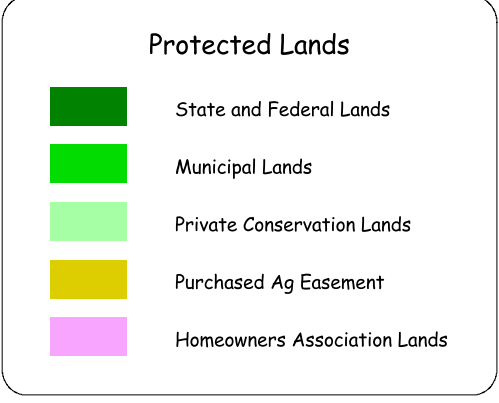 Protected Lands
State and Federal Lands
Municipal Lands
Private Conservation Lands
Purchased Ag Easement
Homeowners Association Lands